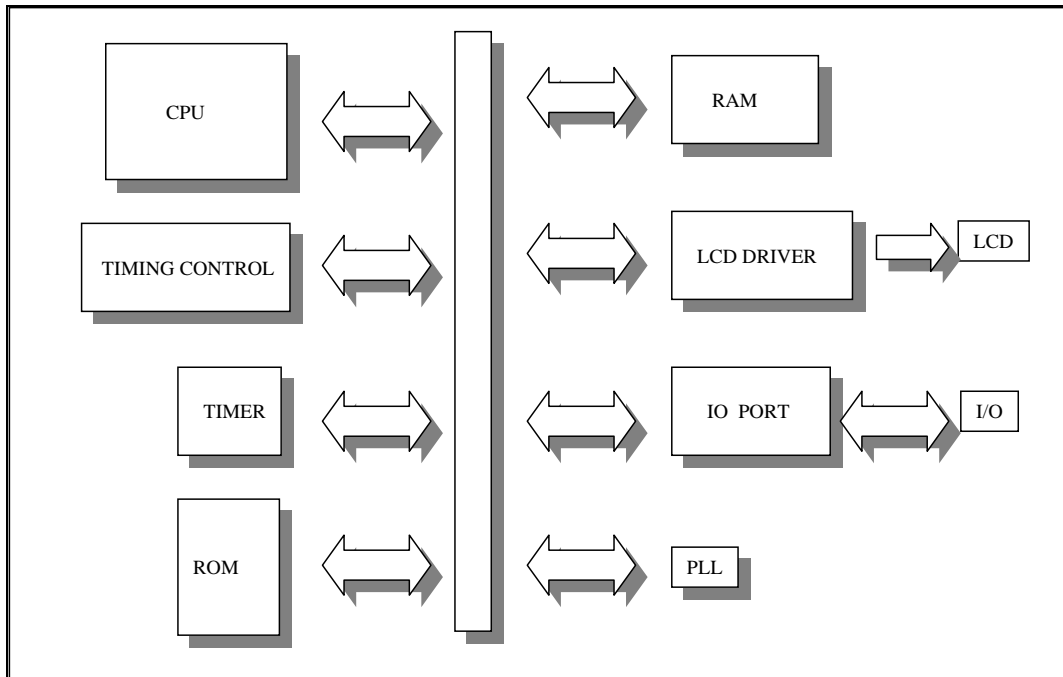 CPU
RAM
TIMING CONTROL
LCD DRIVER
LCD
TIMER
IO PORT
I/O
ROM
PLL